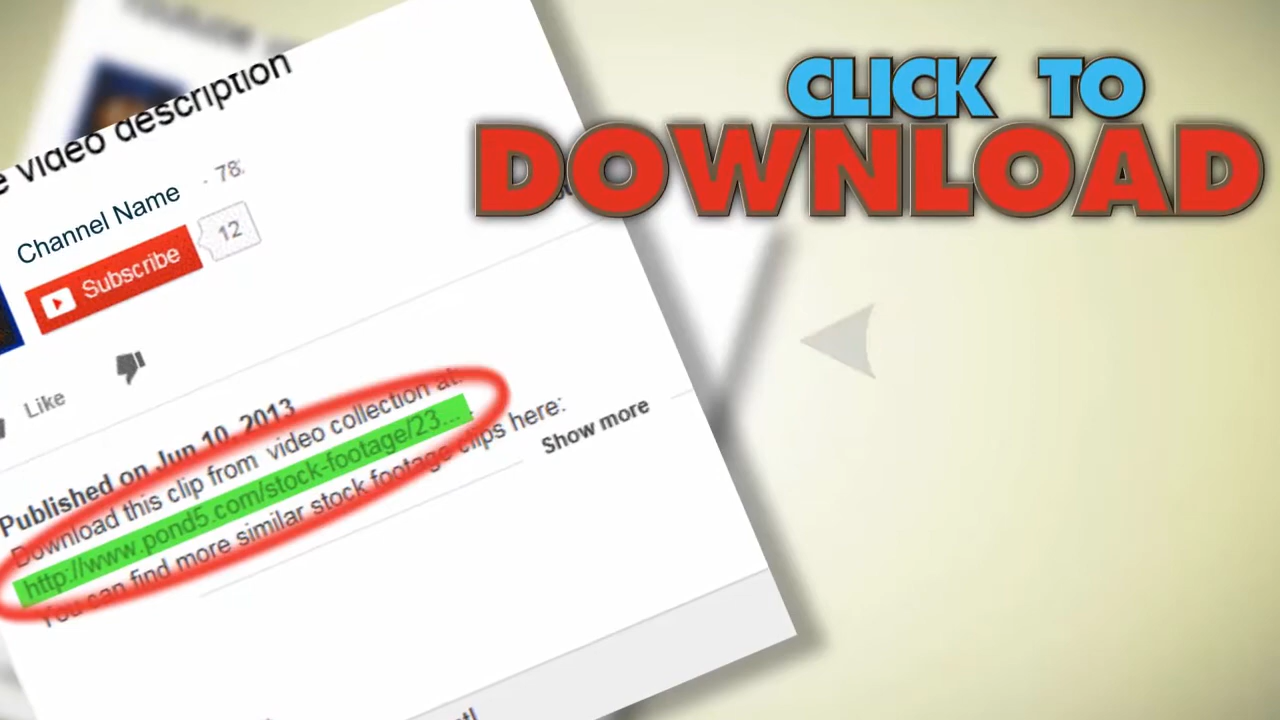 CLICK TO
DOWNLOAD
video description
Channel Name
78
Subscribe
12
Like
Published on Jun 10, 2013
Download this clip from video collection at:
http://www.pond5.com/stock-footage/23...
You can find more similar stock footage clips here:
Show more